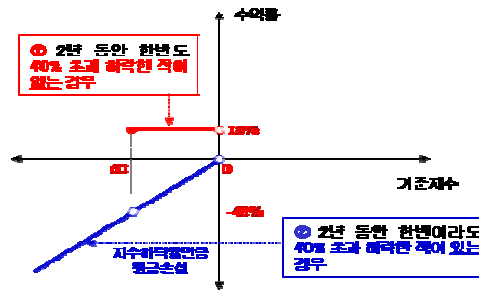 수익률
① 2년 동안 한번도
40% 초과 하락한 적이
없는 경우
0
기준지수
-40%
지수하락률만큼
원금손실
② 2년 동안 한번이라도
40% 초과 하락한 적이 있는
경우